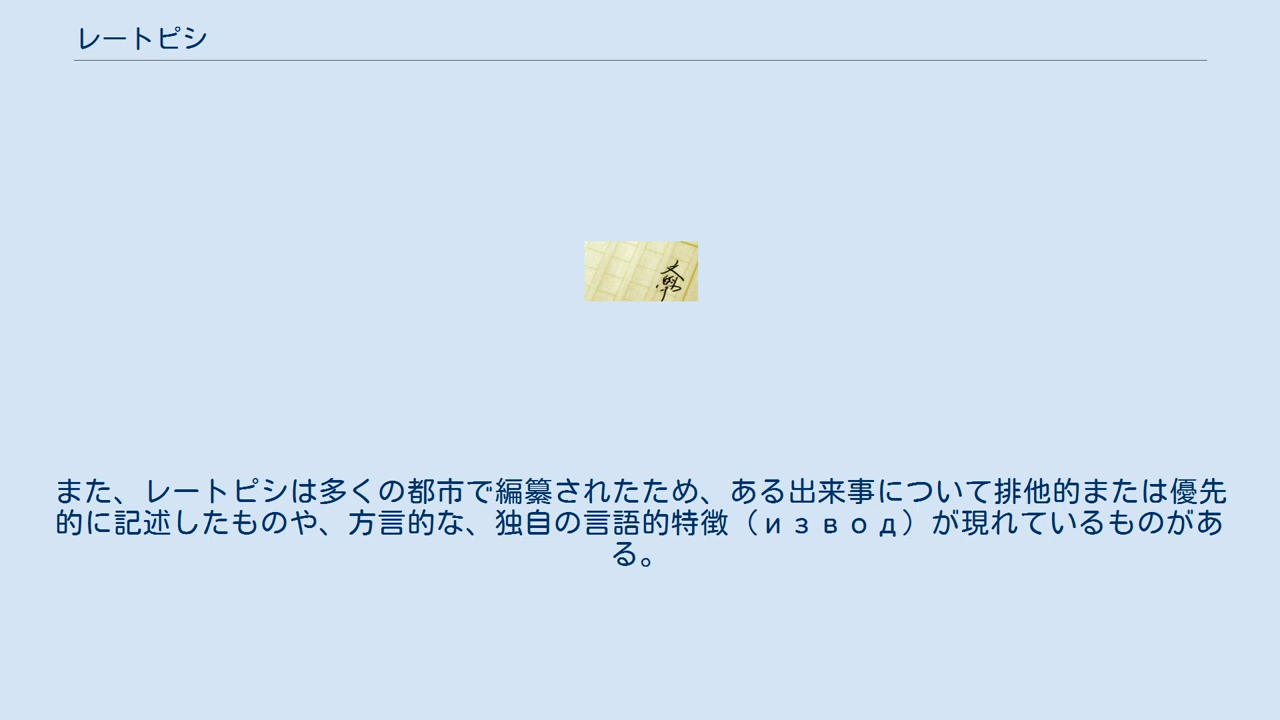 レートピシ
また、レートピシは多くの都市で編纂されたため、ある出来事について排他的または優先
的に記述したものや、方言的な、独自の言語的特徴（извод）が現れているものがあ
る。